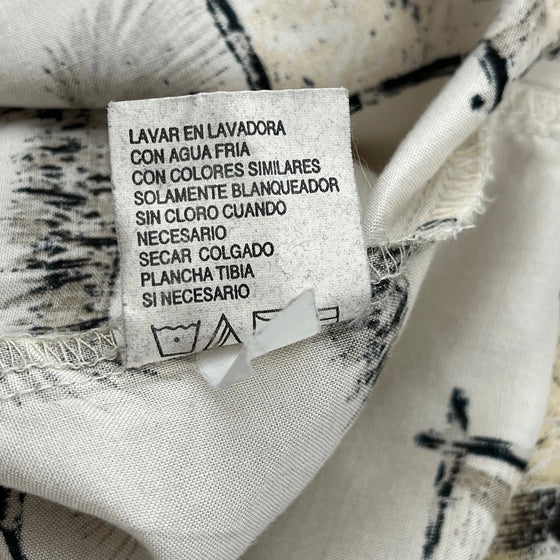 LAVAR EN LAVADORA
CON AGUA FRIA
CON COLORES SIMILARES
SOLAMENTE BLANQUEADOR
SIN CLORO CUANDO
NECESARIO
SECAR COLGADO
PLANCHA TIBIA
SI NECESARIO